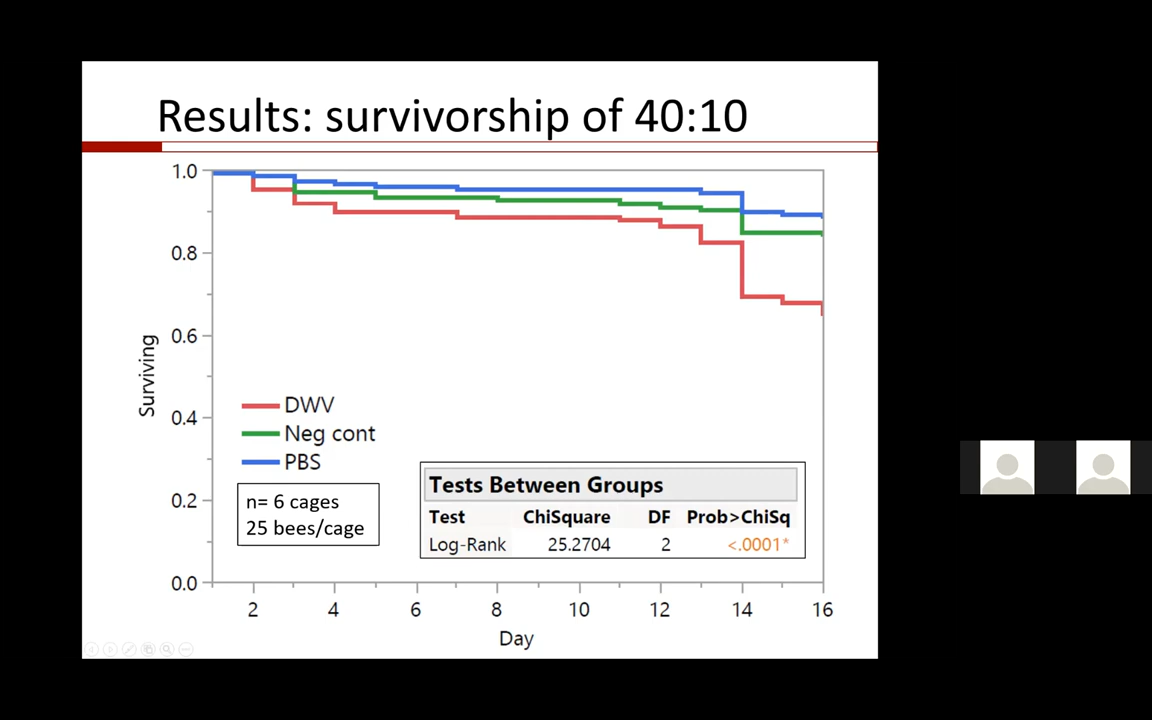 Results: survivorship of 40:10
1.0
0.8
0.6
0.4
0.2
0.0
Surviving
DWV
Neg cont
PBS
n= 6 cages
25 bees/cage
Tests Between Groups
Test ChiSquare DF Prob>ChiSq
Log-Rank 25.2704 2 <.0001*
2 4 6 8 10 12 14 16
Day